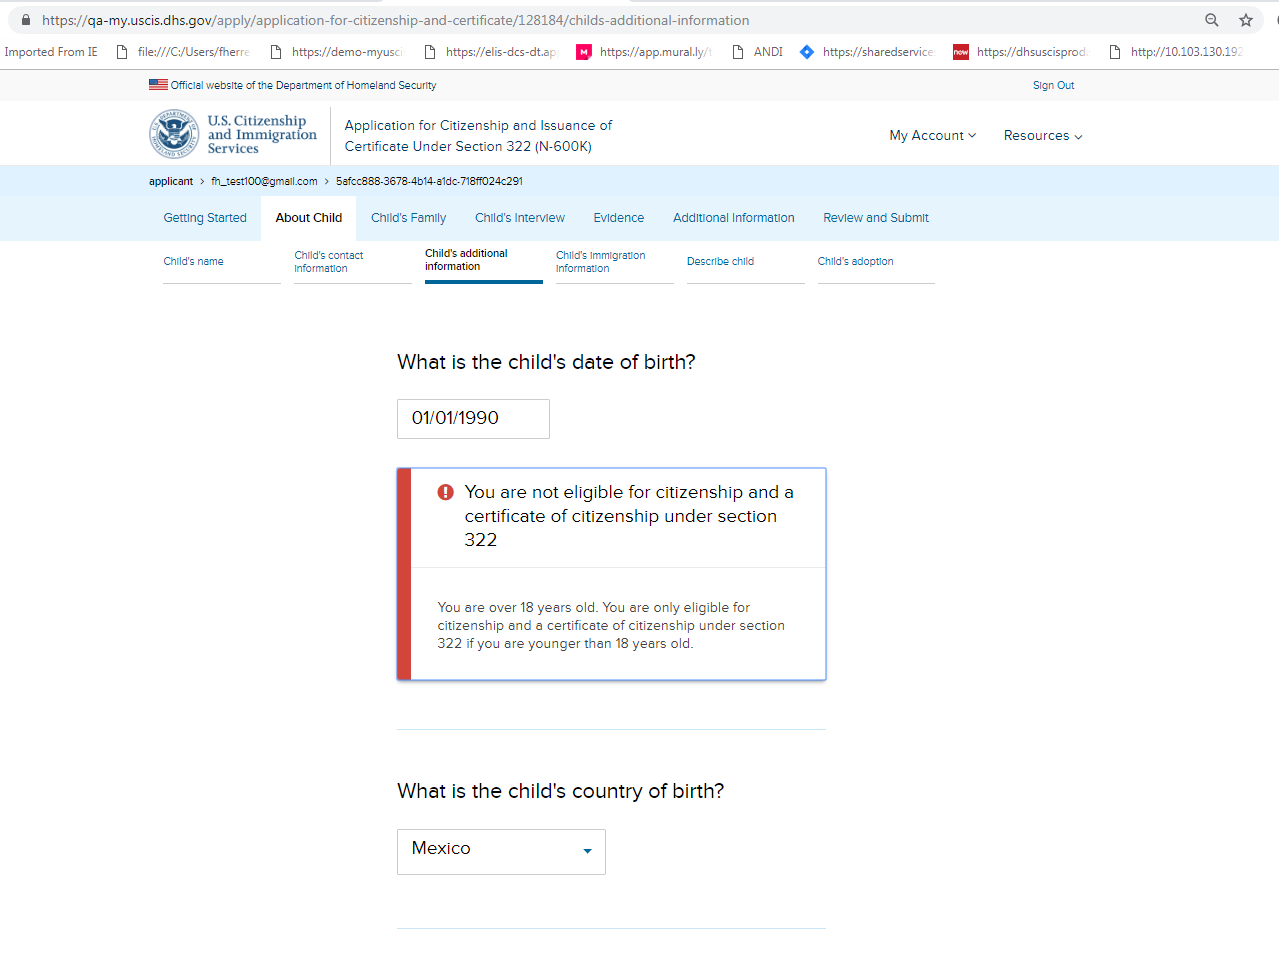 https://qa-my.uscis.dhs.gov/apply/application-for-citizenship-and-certificate/128184/childs-additional-information
Imported From IE file:///C:/Users/fherre https://demo-myusci https://elis-dcs-dt.ap M https://app.mural.ly/t ANDI https://sharedservice now https://dhsuscisprod. http://10.103.130.192
Official website of the Department of Homeland Security Sign Out
U.S. Citizenship
and Immigration
Services
Application for Citizenship and Issuance of
Certificate Under Section 322 (N-600K)
My Account Resources
applicant > fh_test100@gmail.com > 5afcc888-3678-4b14-a1dc-718ff024c291
Getting Started About Child Child's Family Child's Interview Evidence Additional Information Review and Submit
Child's name
Child's contact
information
Child's additional
information
Child's immigration
information
Describe child
Child's adoption
What is the child's date of birth?
01/01/1990
You are not eligible for citizenship and a
certificate of citizenship under section
322
You are over 18 years old. You are only eligible for
citizenship and a certificate of citizenship under section
322 if you are younger than 18 years old.
What is the child's country of birth?
Mexico